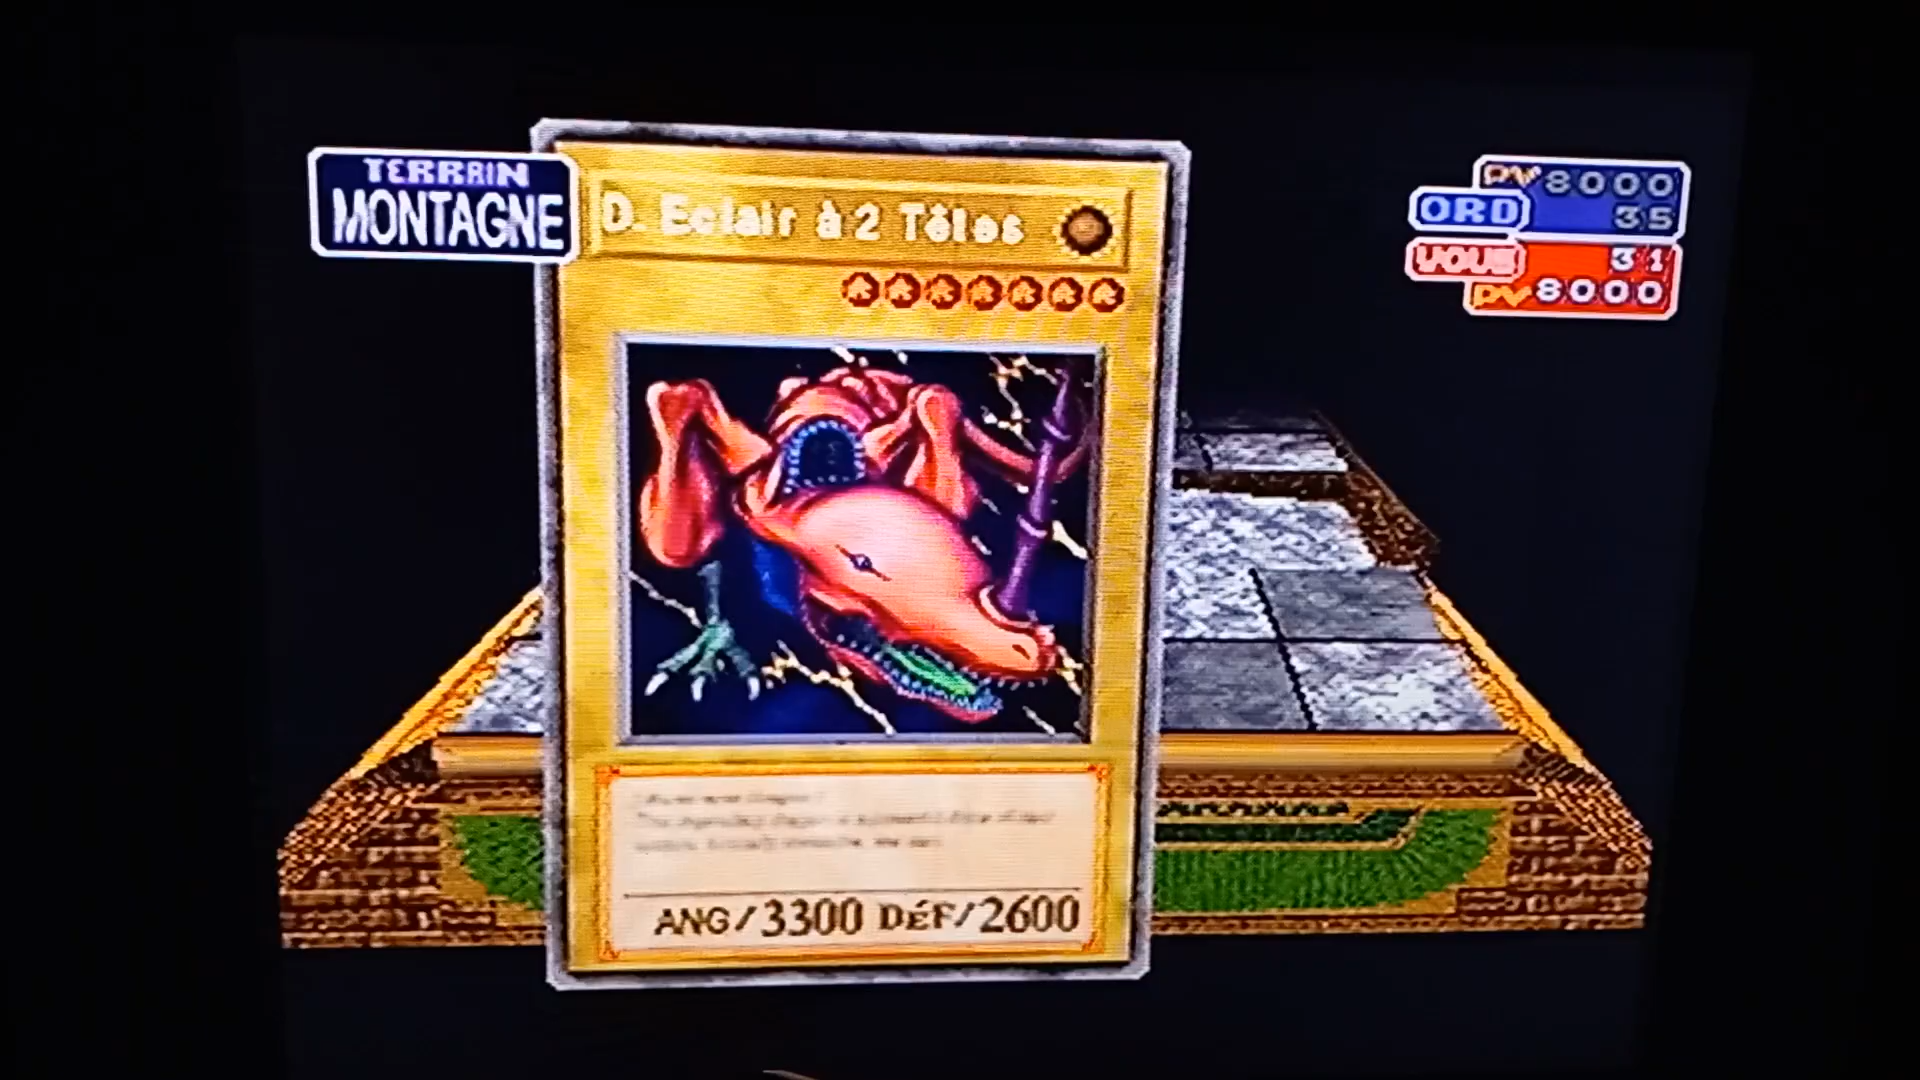 TERRAIN
MONTAGNE
D. Eclair à 2 Têtes
PV 8000
ORD 35
VOUS 31
PV 8000
ANG/3300 DÉF/2600